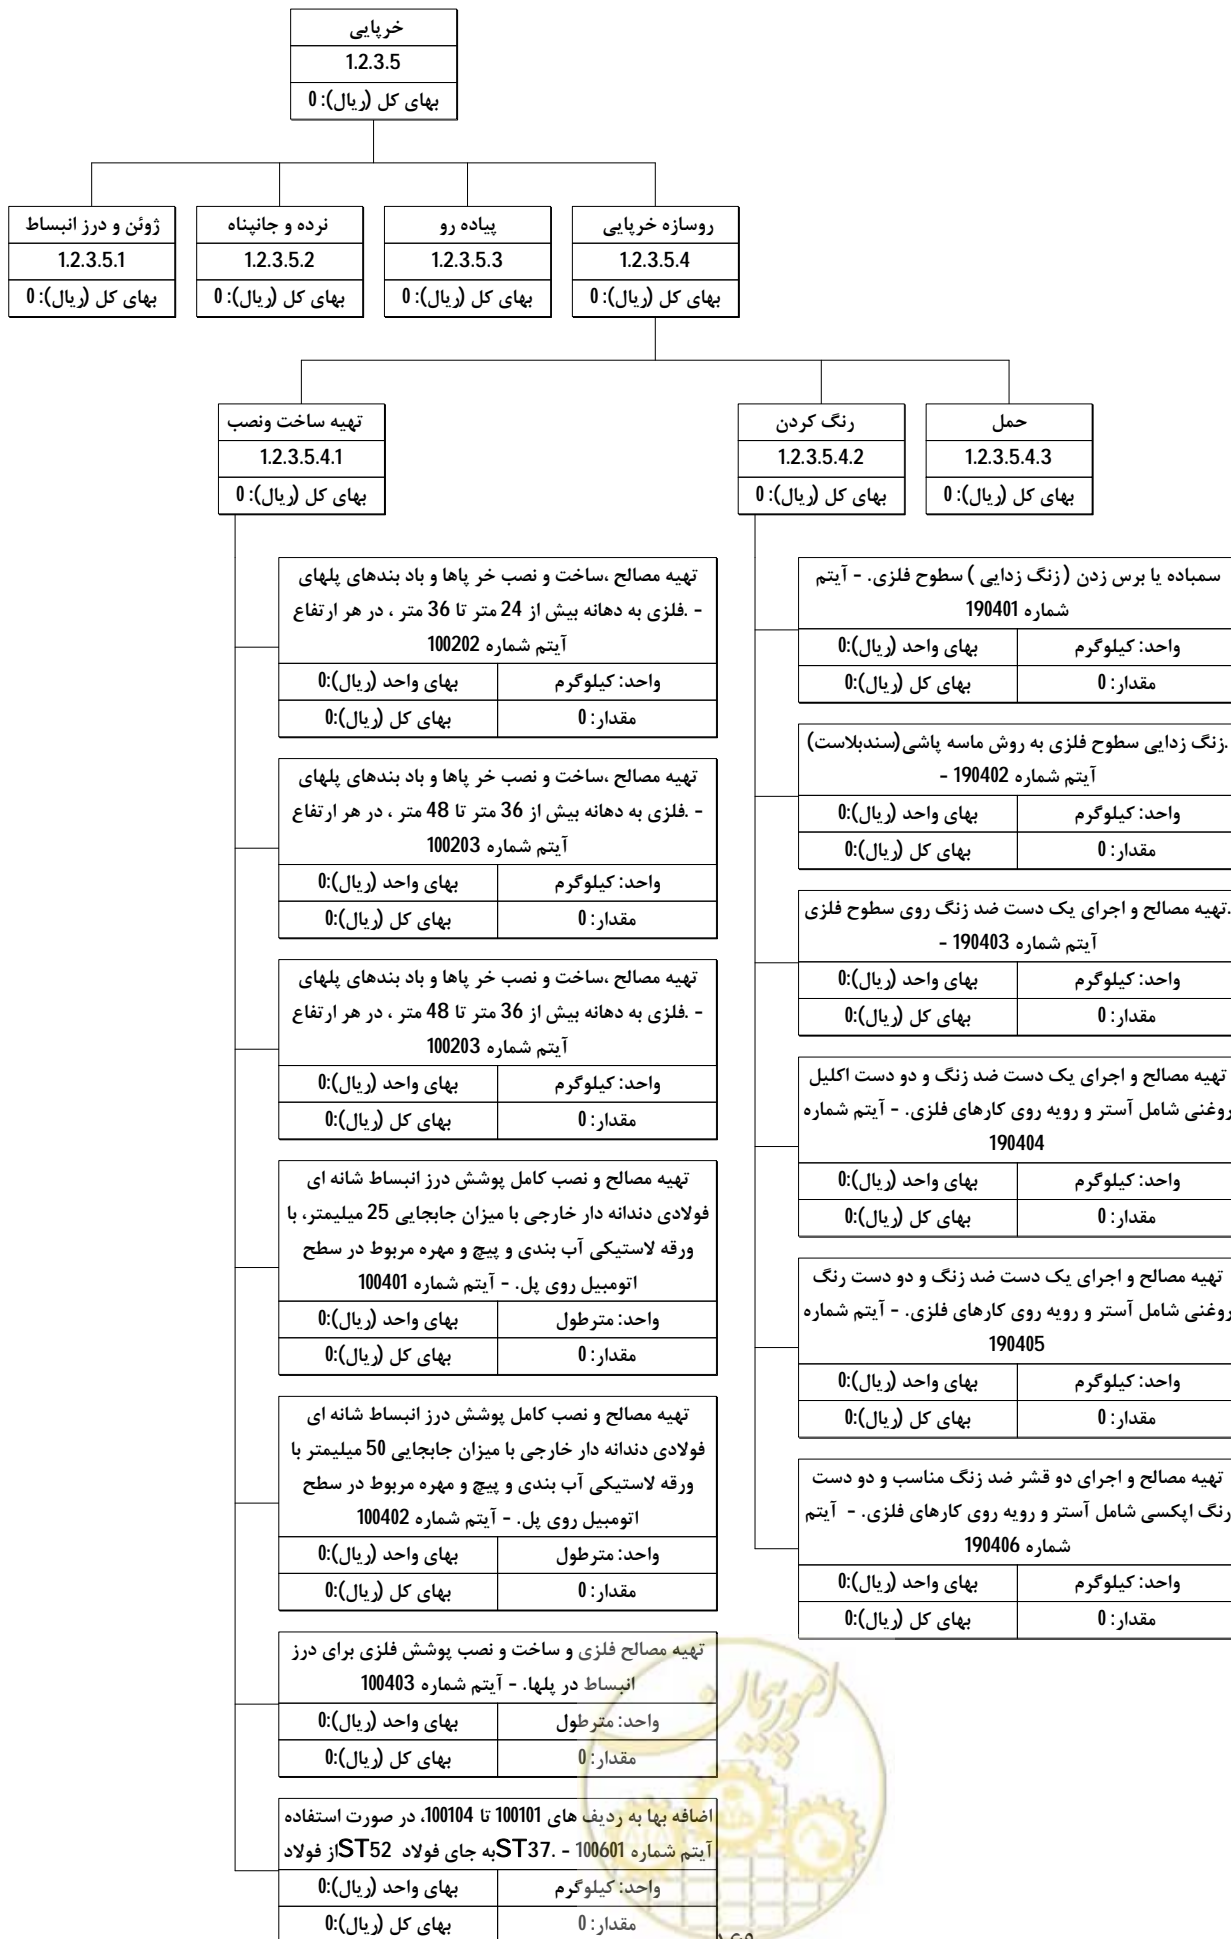 خرپایی
1.2.3.5
بهای کل (ریال): 0
روسازه خرپایی
1.2.3.5.4
بهای کل (ریال): 0
پیاده رو
1.2.3.5.3
بهای کل (ریال): 0
نرده و جانپناه
1.2.3.5.2
بهای کل (ریال): 0
ژوئن و درز انبساط
1.2.3.5.1
بهای کل (ریال): 0
حمل
1.2.3.5.4.3
بهای کل (ریال): 0
رنگ کردن
1.2.3.5.4.2
بهای کل (ریال): 0
تهیه ساخت ونصب
1.2.3.5.4.1
بهای کل (ریال): 0
سمباده یا برس زدن ( زنگ زدایی ) سطوح فلزی. - آیتم
شماره 190401
واحد: کیلوگرم بهای واحد (ریال):0
مقدار: 0 بهای کل (ریال):0
.زنگ زدایی سطوح فلزی به روش ماسه پاشی(سندبلاست)
آیتم شماره 190402 -
واحد: کیلوگرم بهای واحد (ریال):0
مقدار: 0 بهای کل (ریال):0
.تهیه مصالح و اجرای یک دست ضد زنگ روی سطوح فلزی
آیتم شماره 190403 -
واحد: کیلوگرم بهای واحد (ریال):0
مقدار: 0 بهای کل (ریال):0
تهیه مصالح و اجرای یک دست ضد زنگ و دو دست اکلیل
روغنی شامل آستر و رویه روی کارهای فلزی. - آیتم شماره
190404
واحد: کیلوگرم بهای واحد (ریال):0
مقدار: 0 بهای کل (ریال):0
تهیه مصالح و اجرای یک دست ضد زنگ و دو دست رنگ
روغنی شامل آستر و رویه روی کارهای فلزی. - آیتم شماره
190405
واحد: کیلوگرم بهای واحد (ریال):0
مقدار: 0 بهای کل (ریال):0
تهیه مصالح و اجرای دو قشر ضد زنگ مناسب و دو دست
رنگ اپکسی شامل آستر و رویه روی کارهای فلزی. - آیتم
شماره 190406
واحد: کیلوگرم بهای واحد (ریال):0
مقدار: 0 بهای کل (ریال):0
تهیه مصالح ،ساخت و نصب خر پاها و باد بندهای پلهای
- .فلزی به دهانه بیش از 24 متر تا 36 متر ، در هر ارتفاع
آیتم شماره 100202
واحد: کیلوگرم بهای واحد (ریال):0
مقدار: 0 بهای کل (ریال):0
تهیه مصالح ،ساخت و نصب خر پاها و باد بندهای پلهای
- .فلزی به دهانه بیش از 36 متر تا 48 متر ، در هر ارتفاع
آیتم شماره 100203
واحد: کیلوگرم بهای واحد (ریال):0
مقدار: 0 بهای کل (ریال):0
تهیه مصالح ،ساخت و نصب خر پاها و باد بندهای پلهای
- .فلزی به دهانه بیش از 36 متر تا 48 متر ، در هر ارتفاع
آیتم شماره 100203
واحد: کیلوگرم بهای واحد (ریال):0
مقدار: 0 بهای کل (ریال):0
تهیه مصالح و نصب کامل پوشش درز انبساط شانه ای
فولادی دندانه دار خارجی با میزان جابجایی 25 میلیمتر، با
ورقه لاستیکی آب بندی و پیچ و مهره مربوط در سطح
اتومبیل روی پل. - آیتم شماره 100401
واحد: مترطول بهای واحد (ریال):0
مقدار: 0 بهای کل (ریال):0
تهیه مصالح و نصب کامل پوشش درز انبساط شانه ای
فولادی دندانه دار خارجی با میزان جابجایی 50 میلیمتر با
ورقه لاستیکی آب بندی و پیچ و مهره مربوط در سطح
اتومبیل روی پل. - آیتم شماره 100402
واحد: مترطول بهای واحد (ریال):0
مقدار: 0 بهای کل (ریال):0
تهیه مصالح فلزی و ساخت و نصب پوشش فلزی برای درز
انبساط در پلها. - آیتم شماره 100403
واحد: مترطول بهای واحد (ریال):0
مقدار: 0 بهای کل (ریال):0
اضافه بها به ردیف های 100101 تا 100104، در صورت استفاده
آیتم شماره 100601 - .ST37به جای فولاد ST52از فولاد
واحد: کیلوگرم بهای واحد (ریال):0
مقدار: 0 بهای کل (ریال):0
امور پیمان